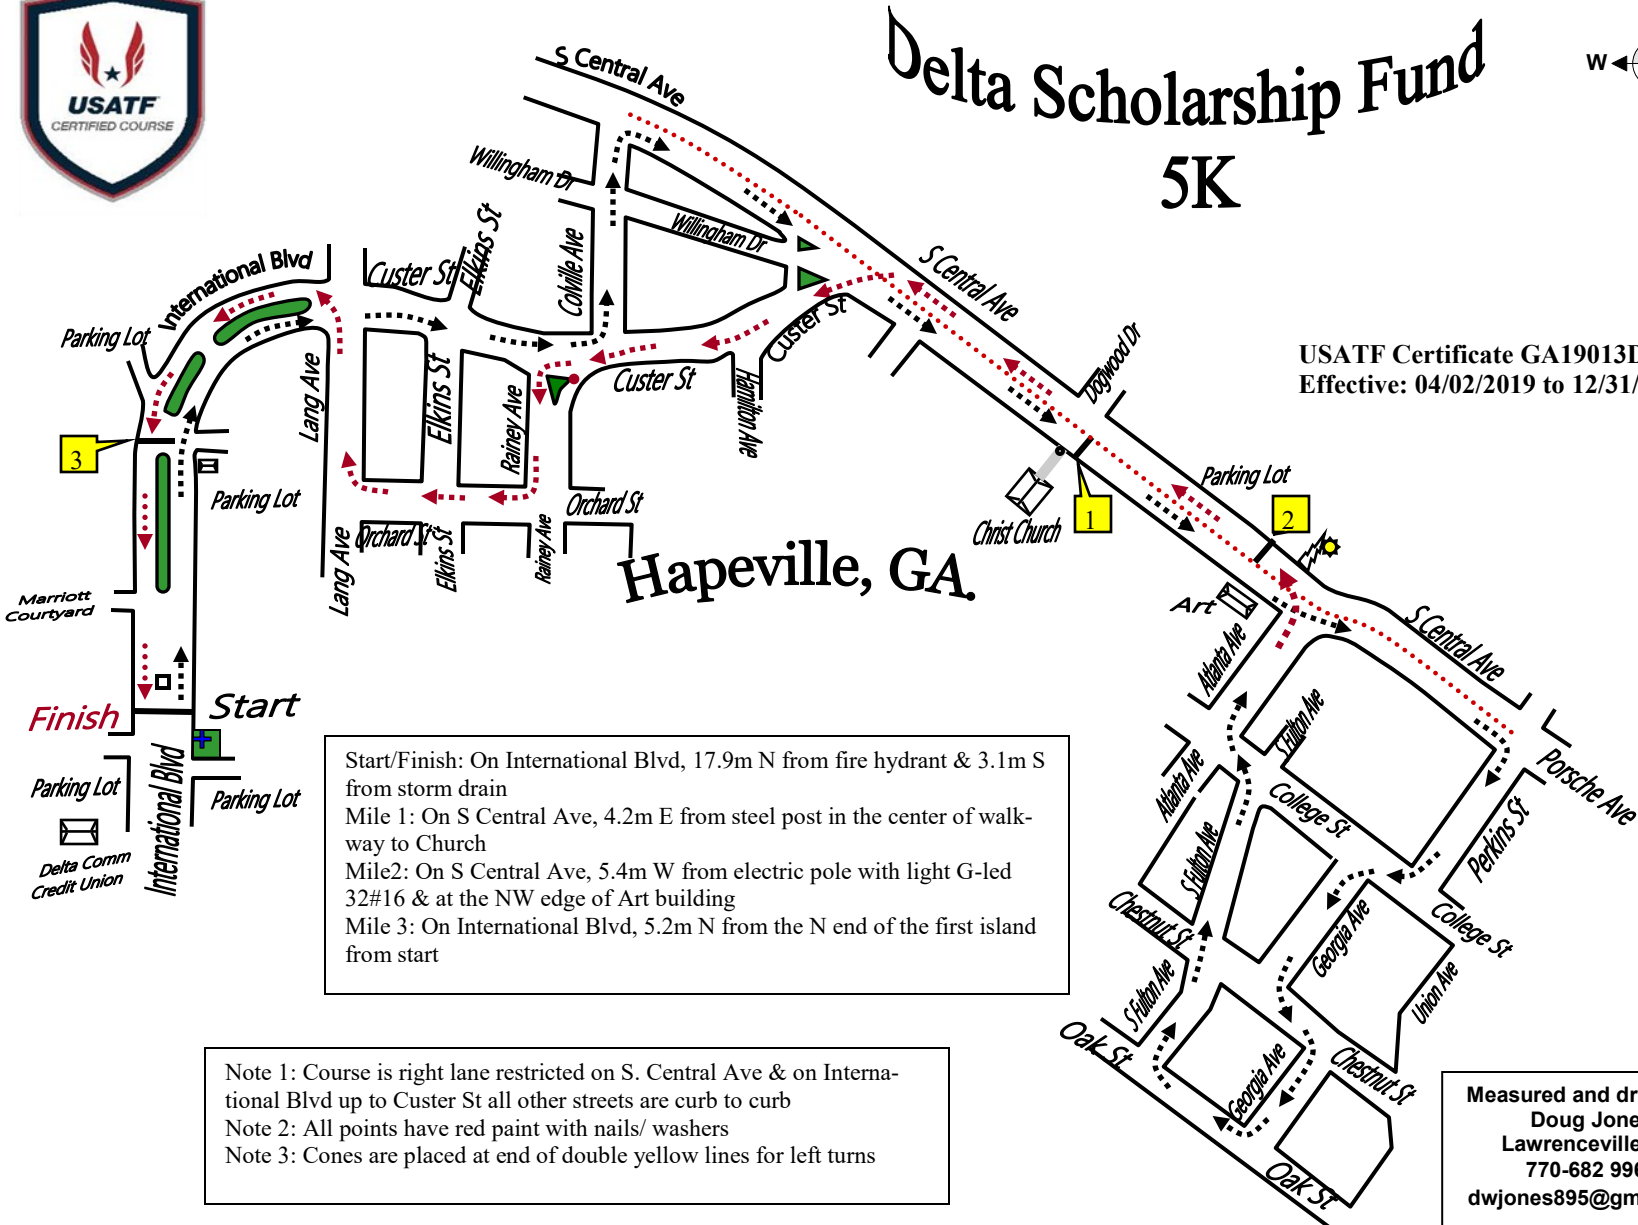 USATF
CERTIFIED COURSE
Delta Scholarship Fund
5K
W
S Central Ave
Willingham Dr
Willingham Dr
Elkins St
Colville Ave
Custer St
International Blvd
Parking Lot
S Central Ave
Custer St
Dogwood Dr
USATF Certificate GA19013D
Effective: 04/02/2019 to 12/31/
Lang Ave
Elkins St
Rainey Ave
Custer St
Hamilton Ave
3
Parking Lot
Orchard St
Orchard St
Lang Ave
Elkins St
Rainey Ave
Parking Lot
1
2
Christ Church
Hapeville, GA.
Marriott
Courtyard
Art
Atlanta Ave
S Central Ave
Finish
Start
S Fulton Ave
Porsche Ave
Parking Lot
International Blvd
Parking Lot
Delta Comm
Credit Union
Atlanta Ave
College St
Perkins St
S Fulton Ave
Chestnut St
Georgia Ave
College St
Union Ave
S Fulton Ave
Oak St
Georgia Ave
Chestnut St
Oak St
Start/Finish: On International Blvd, 17.9m N from fire hydrant & 3.1m S
from storm drain
Mile 1: On S Central Ave, 4.2m E from steel post in the center of walk-
way to Church
Mile2: On S Central Ave, 5.4m W from electric pole with light G-led
32#16 & at the NW edge of Art building
Mile 3: On International Blvd, 5.2m N from the N end of the first island
from start
Note 1: Course is right lane restricted on S. Central Ave & on Interna-
tional Blvd up to Custer St all other streets are curb to curb
Note 2: All points have red paint with nails/ washers
Note 3: Cones are placed at end of double yellow lines for left turns
Measured and dr
Doug Jone
Lawrenceville
770-682 996
dwjones895@gm